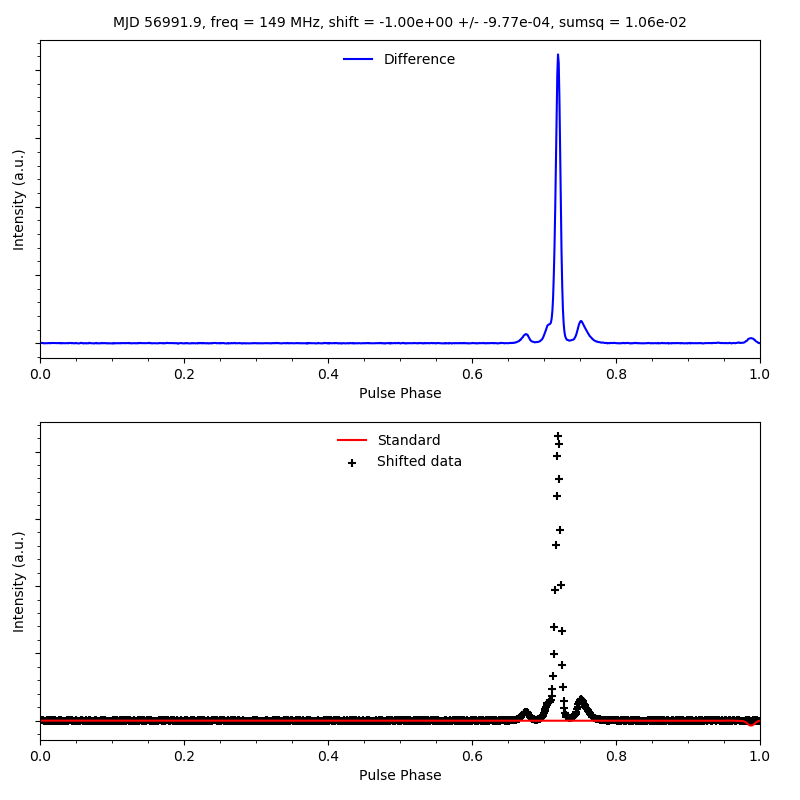 MJD 56991.9, freq = 149 MHz, shift = -1.00e+00 +/- -9.77e-04, sumsq = 1.06e-02
Difference
Intensity (a.u.)
0.0 0.2 0.4 0.6 0.8 1.0
Pulse Phase
Standard
Shifted data
Intensity (a.u.)
0.0 0.2 0.4 0.6 0.8 1.0
Pulse Phase